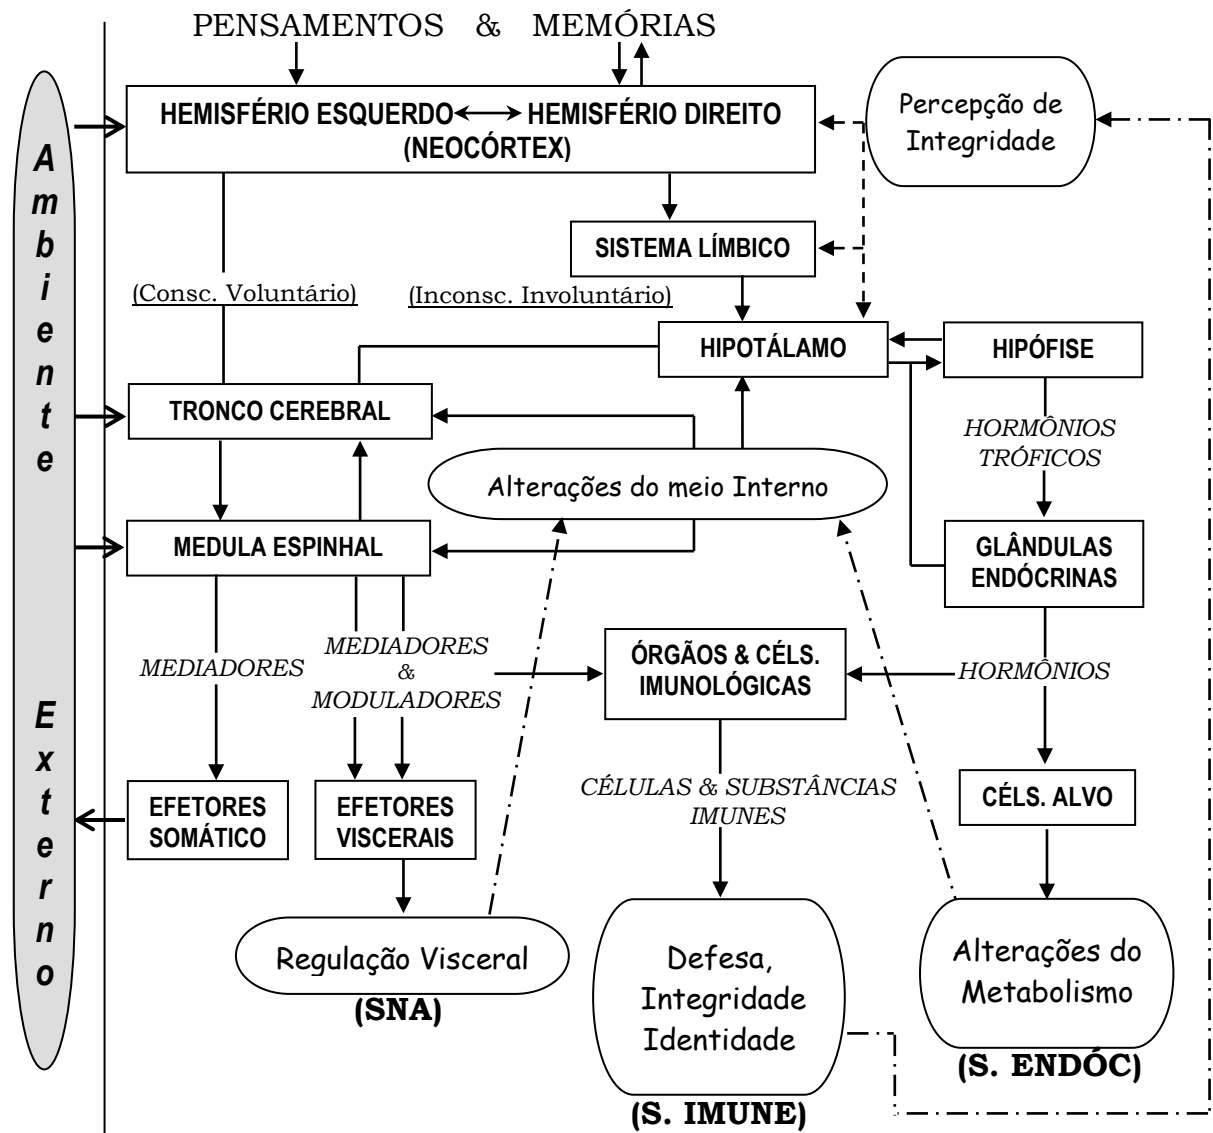 PENSAMENTOS & MEMÓRIAS
HEMISFÉRIO ESQUERDO HEMISFÉRIO DIREITO
(NEOCÓRTEX)
Percepção de
Integridade
Ambiente
Externo
SISTEMA LÍMBICO
(Consc. Voluntário)
(Inconsc. Involuntário)
HIPOTÁLAMO
HIPÓFISE
TRONCO CEREBRAL
HORMÔNIOS
TRÓFICOS
Alterações do meio Interno
MEDULA ESPINHAL
GLÂNDULAS
ENDÓCRINAS
MEDIADORES
MEDIADORES
&
MODULADORES
ÓRGÃOS & CÉLS.
IMUNOLÓGICAS
HORMÔNIOS
CÉLULAS & SUBSTÂNCIAS
IMUNES
EFETORES
SOMÁTICO
EFETORES
VISCERAIS
CÉLS. ALVO
Regulação Visceral
(SNA)
Defesa,
Integridade
Identidade
(S. IMUNE)
Alterações do
Metabolismo
(S. ENDÓC)